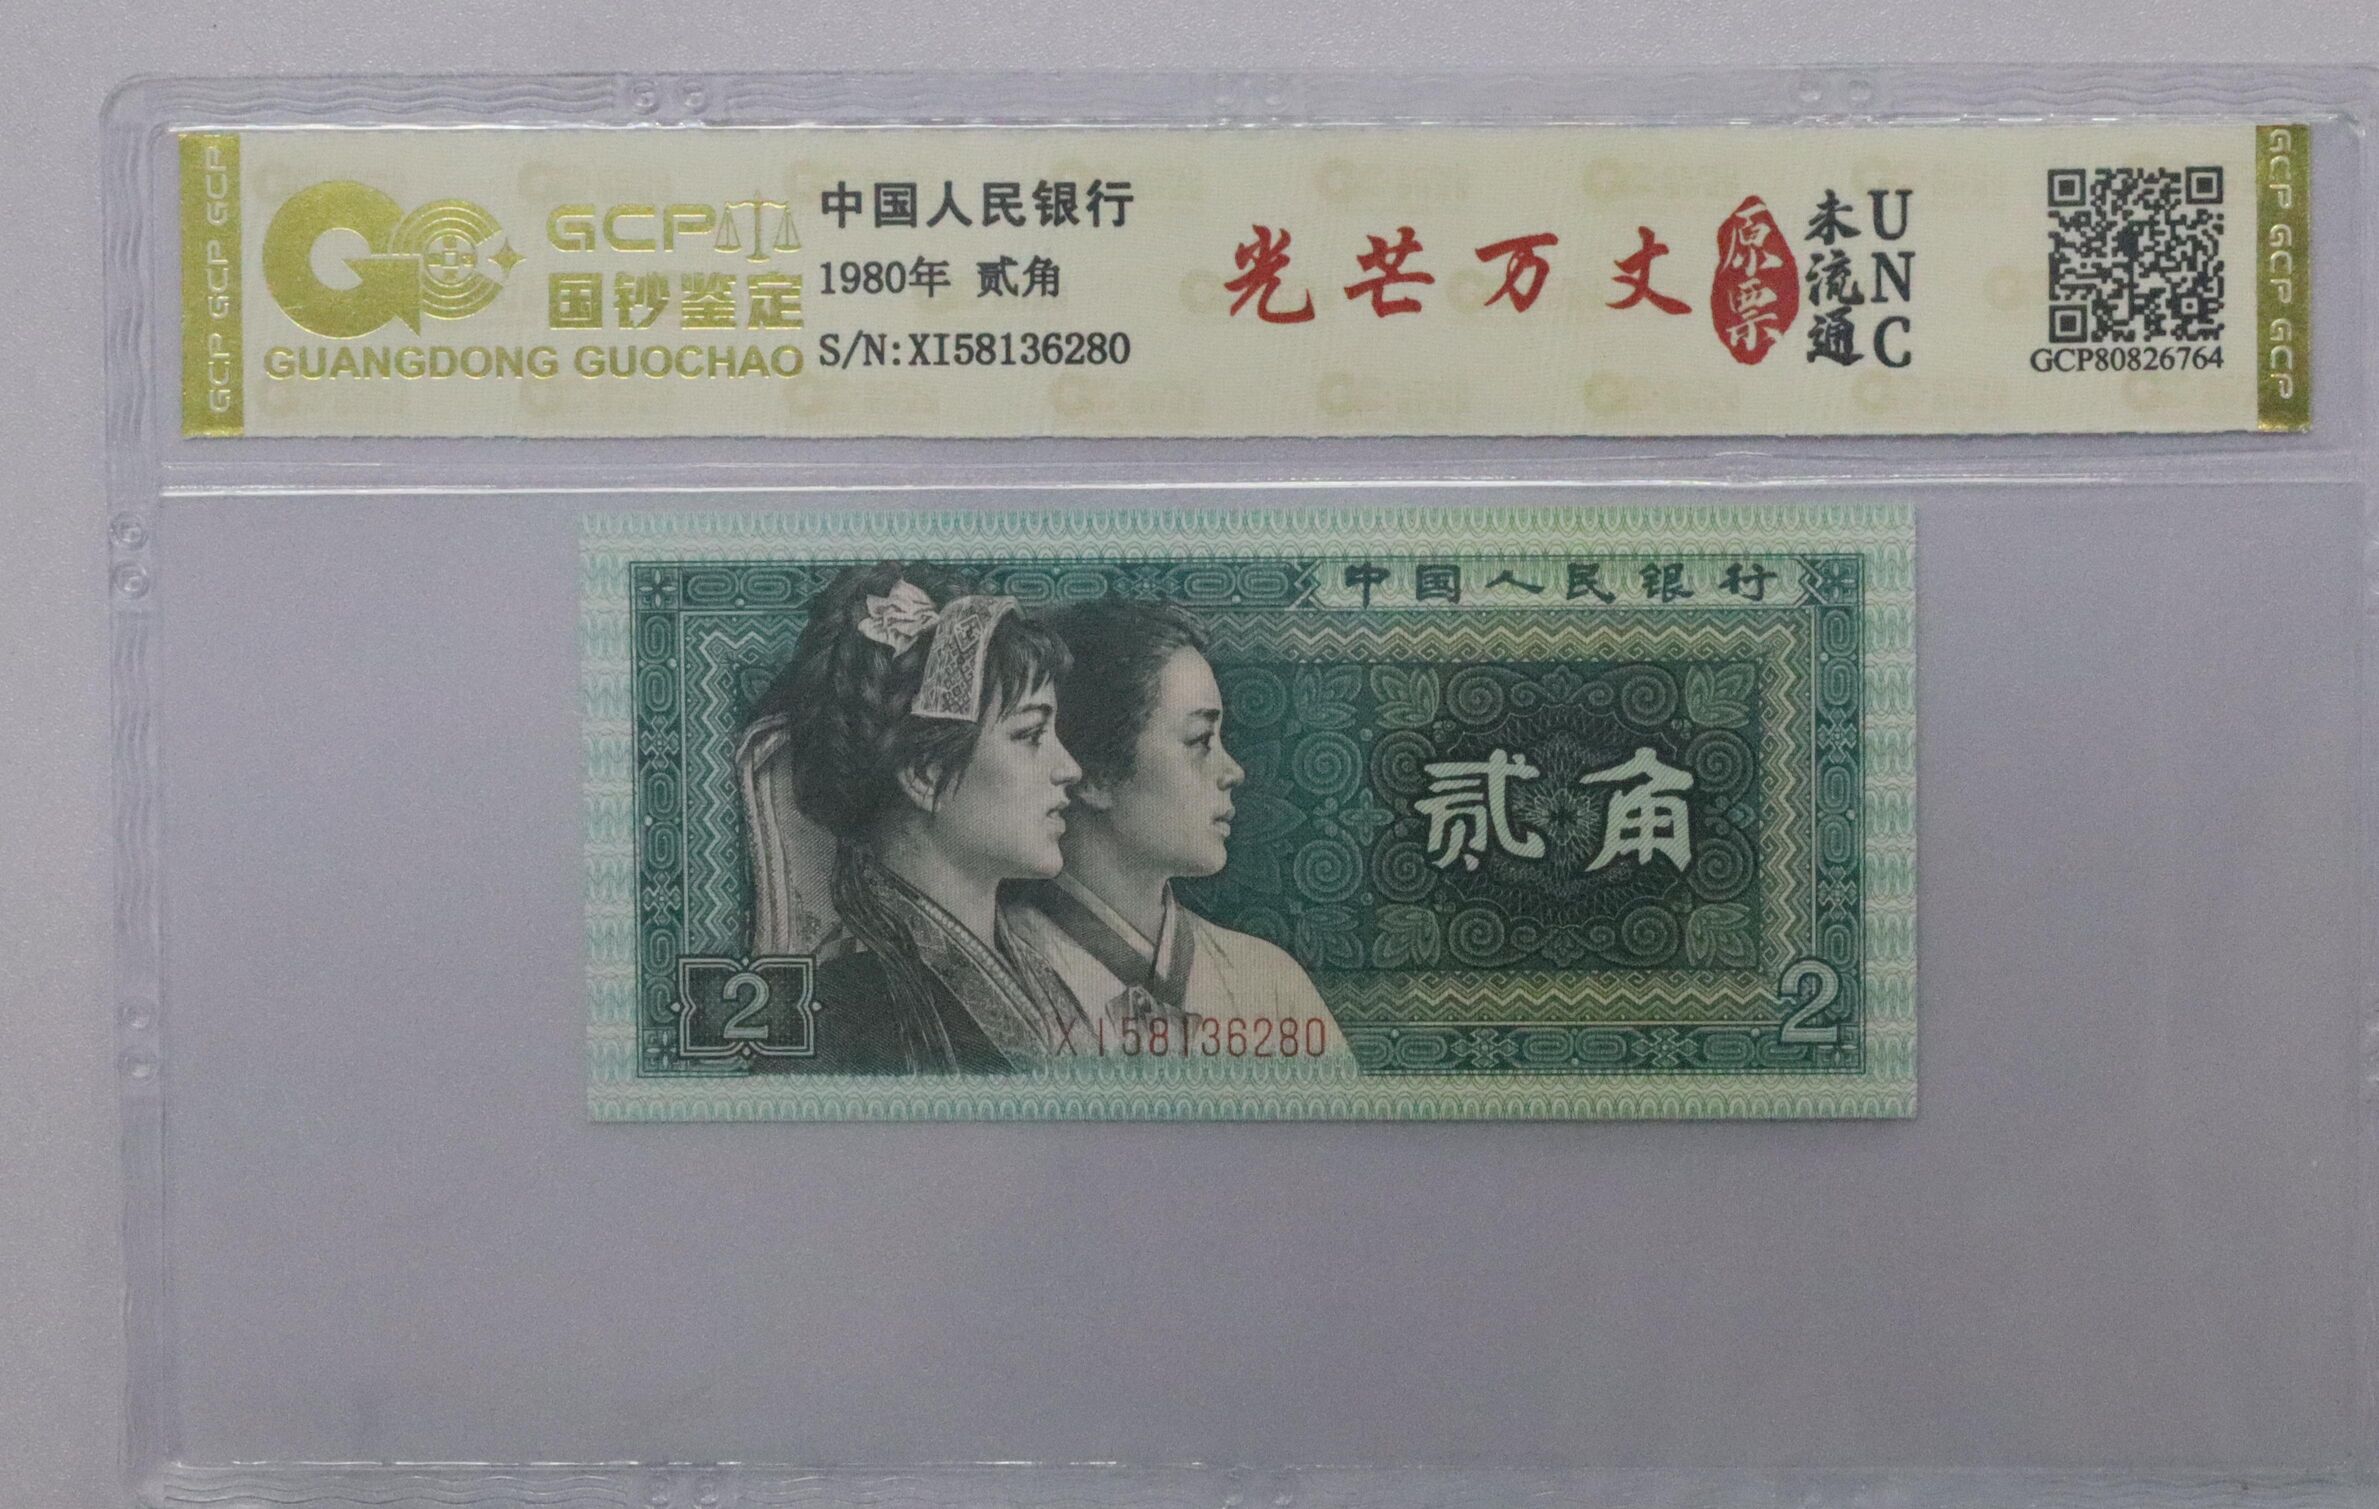 GCP GCP GCP
GCP
国钞鉴定
GUANGDONG GUOCHAO
中国人民银行
1980年 贰角
S/N:XI58136280
光芒万丈
原票
未流通
UNC
GCP80826764
GCP GCP GCP
中国人民银行
贰角
2
XI58136280
2